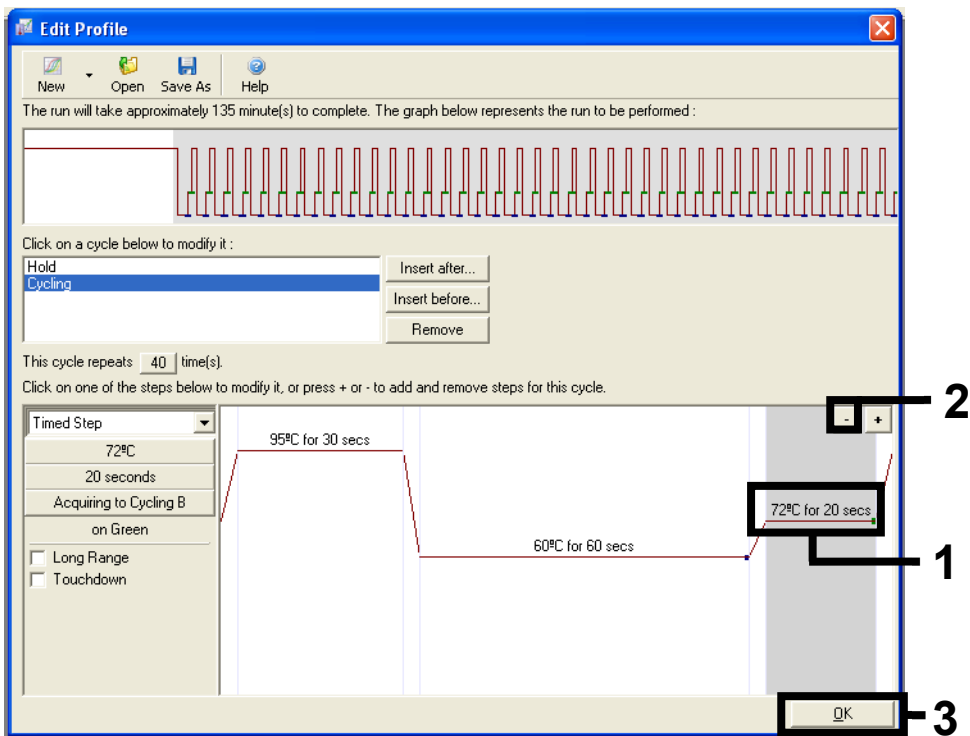 Edit Profile
New Open Save As Help
The run will take approximately 135 minute(s) to complete. The graph below represents the run to be performed :
Click on a cycle below to modify it :
Hold
Cycling
Insert after...
Insert before...
Remove
This cycle repeats 40 time(s).
Click on one of the steps below to modify it, or press + or - to add and remove steps for this cycle.
Timed Step
72ºC
20 seconds
Acquiring to Cycling B
on Green
Long Range
Touchdown
95ºC for 30 secs
60ºC for 60 secs
72ºC for 20 secs
- +
2
1
OK
3